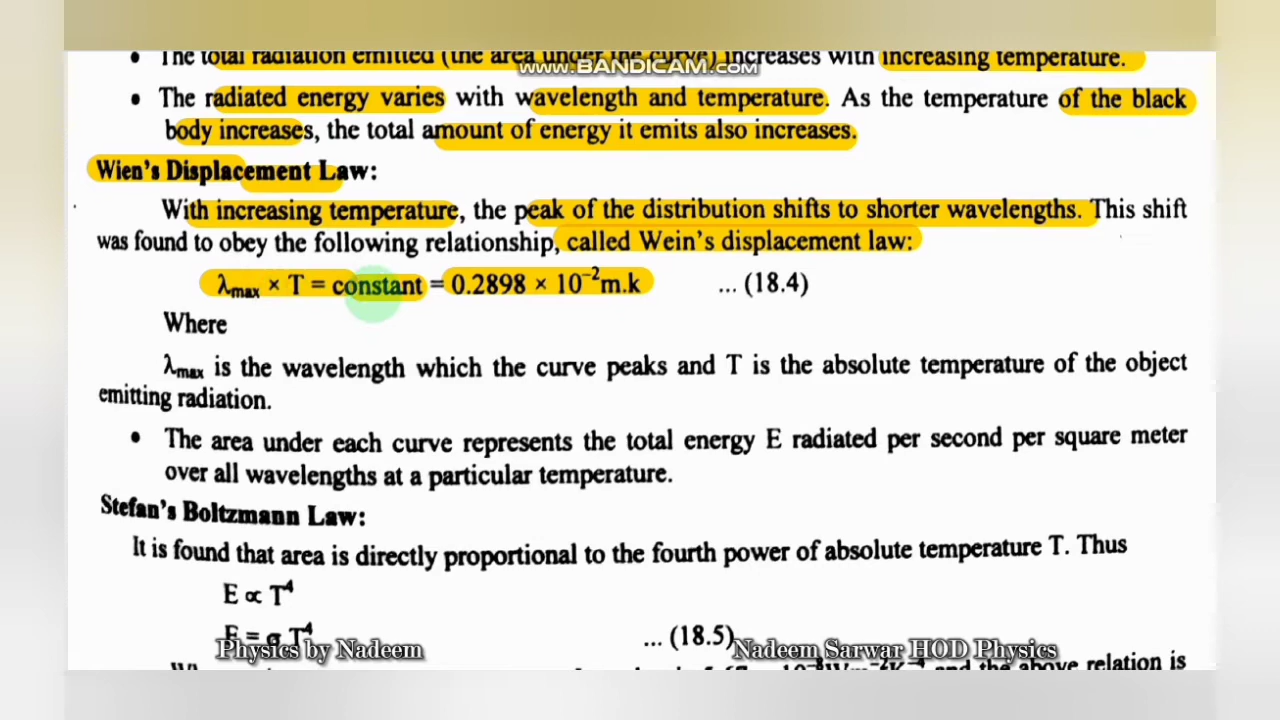 • The total radiation emitted (the area under the curve) increases with increasing temperature.
www.BANDICAM.com
• The radiated energy varies with wavelength and temperature. As the temperature of the black
body increases, the total amount of energy it emits also increases.
Wien's Displacement Law:
With increasing temperature, the peak of the distribution shifts to shorter wavelengths. This shift
was found to obey the following relationship, called Wein's displacement law:
λmax × T = constant = 0.2898 × 10⁻²m.k ... (18.4)
Where
λmax is the wavelength which the curve peaks and T is the absolute temperature of the object
emitting radiation.
• The area under each curve represents the total energy E radiated per second per square meter
over all wavelengths at a particular temperature.
Stefan's Boltzmann Law:
It is found that area is directly proportional to the fourth power of absolute temperature T. Thus
E ∝ T⁴
E = σ T⁴ ... (18.5)
Physics by Nadeem
Nadeem Sarwar HOD Physics
and the above relation is